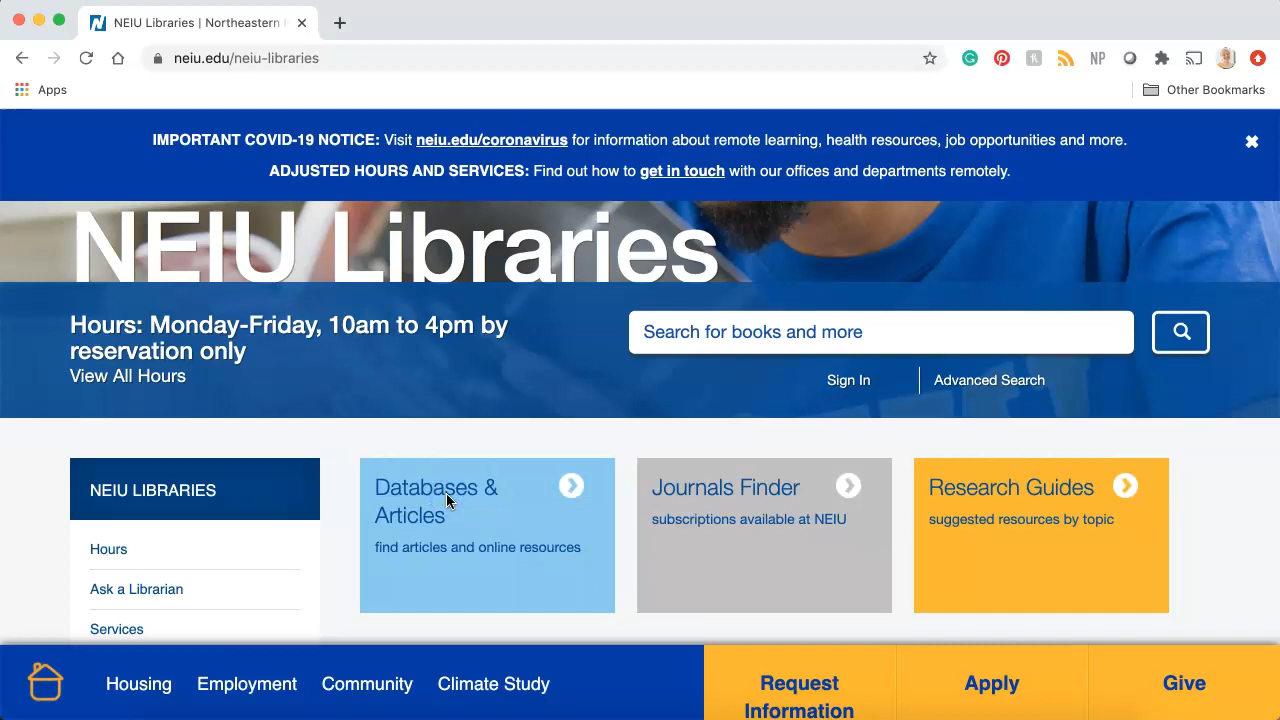 NEIU Libraries | Northeastern
neiu.edu/neiu-libraries
NP
Apps
Other Bookmarks
IMPORTANT COVID-19 NOTICE: Visit neiu.edu/coronavirus for information about remote learning, health resources, job opportunities and more.
ADJUSTED HOURS AND SERVICES: Find out how to get in touch with our offices and departments remotely.
NEIU Libraries
Hours: Monday-Friday, 10am to 4pm by
reservation only
View All Hours
Search for books and more
Sign In
Advanced Search
NEIU LIBRARIES
Hours
Ask a Librarian
Services
Databases &
Articles
find articles and online resources
Journals Finder
subscriptions available at NEIU
Research Guides
suggested resources by topic
Housing
Employment
Community
Climate Study
Request
Information
Apply
Give